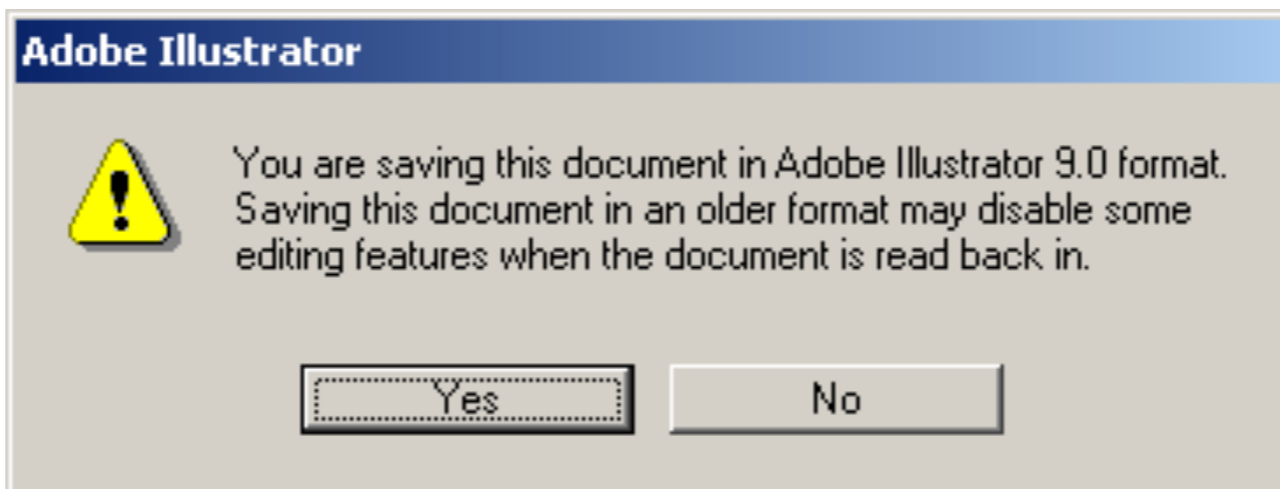 Adobe Illustrator
You are saving this document in Adobe Illustrator 9.0 format.
Saving this document in an older format may disable some
editing features when the document is read back in.
Yes
No